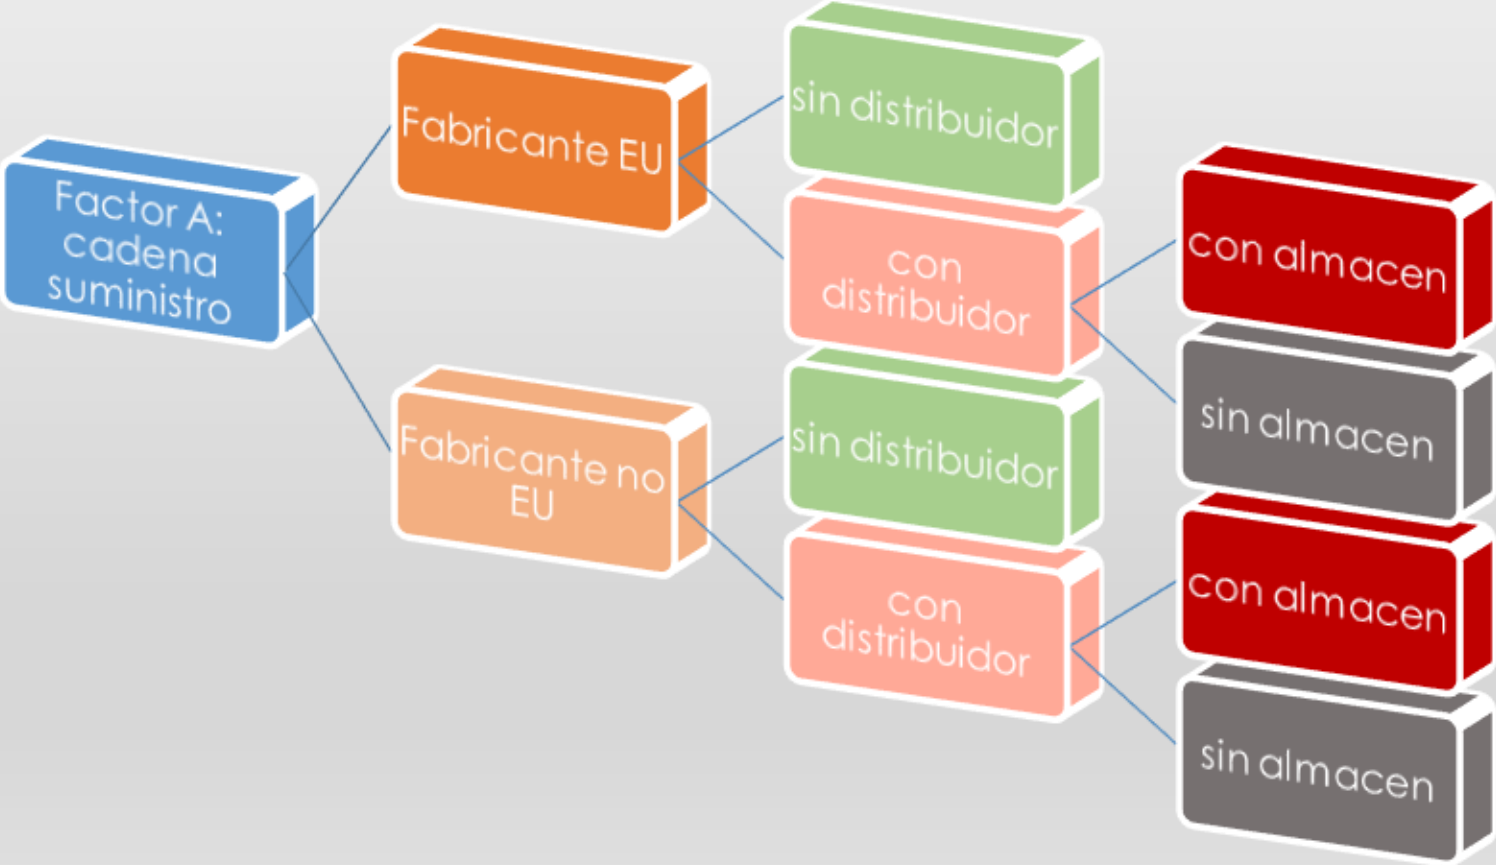 Factor A:
cadena
suministro
Fabricante EU
sin distribuidor
con
distribuidor
con almacen
sin almacen
Fabricante no
EU
sin distribuidor
con
distribuidor
con almacen
sin almacen